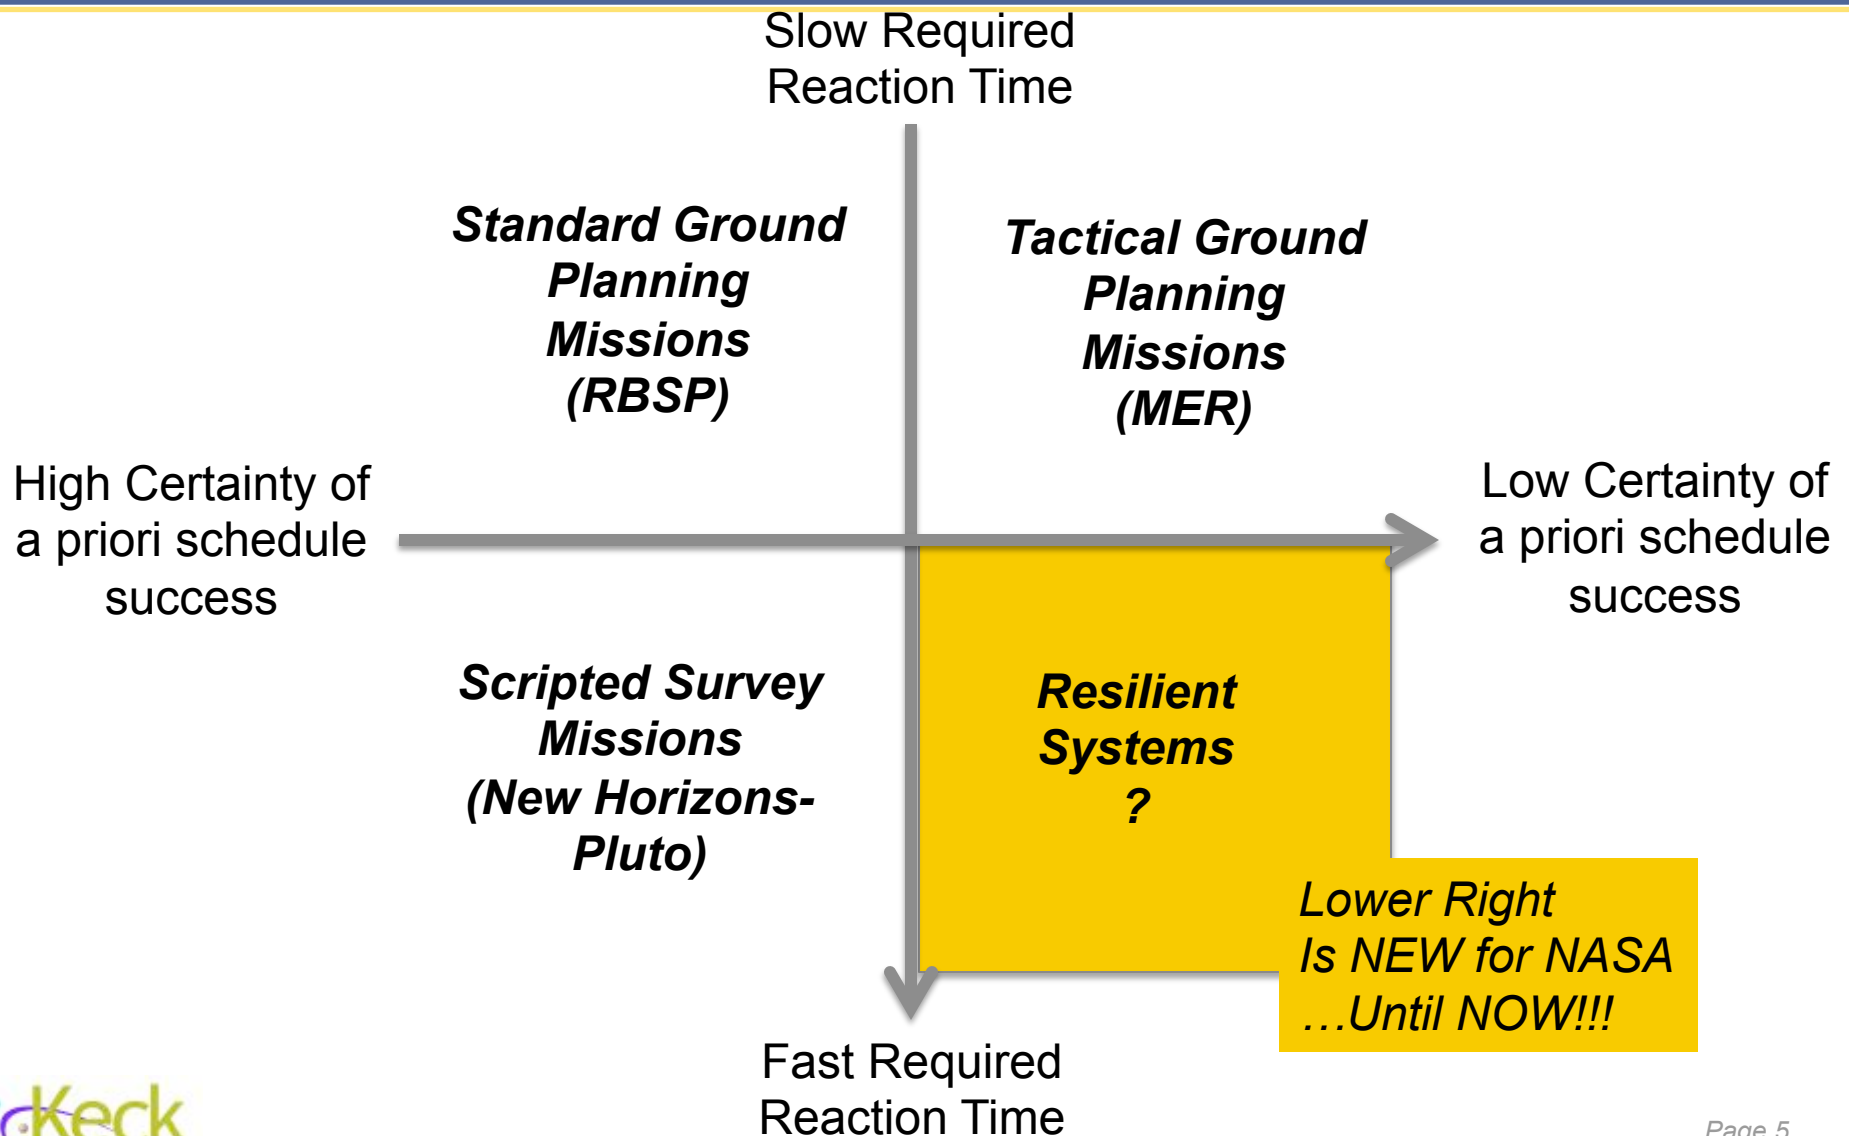 Slow Required
Reaction Time
Standard Ground
Planning
Missions
(RBSP)
Tactical Ground
Planning
Missions
(MER)
High Certainty of
a priori schedule
success
Low Certainty of
a priori schedule
success
Scripted Survey
Missions
(New Horizons-
Pluto)
Resilient
Systems
?
Lower Right
Is NEW for NASA
…Until NOW!!!
Fast Required
Reaction Time
Keck
Page 5